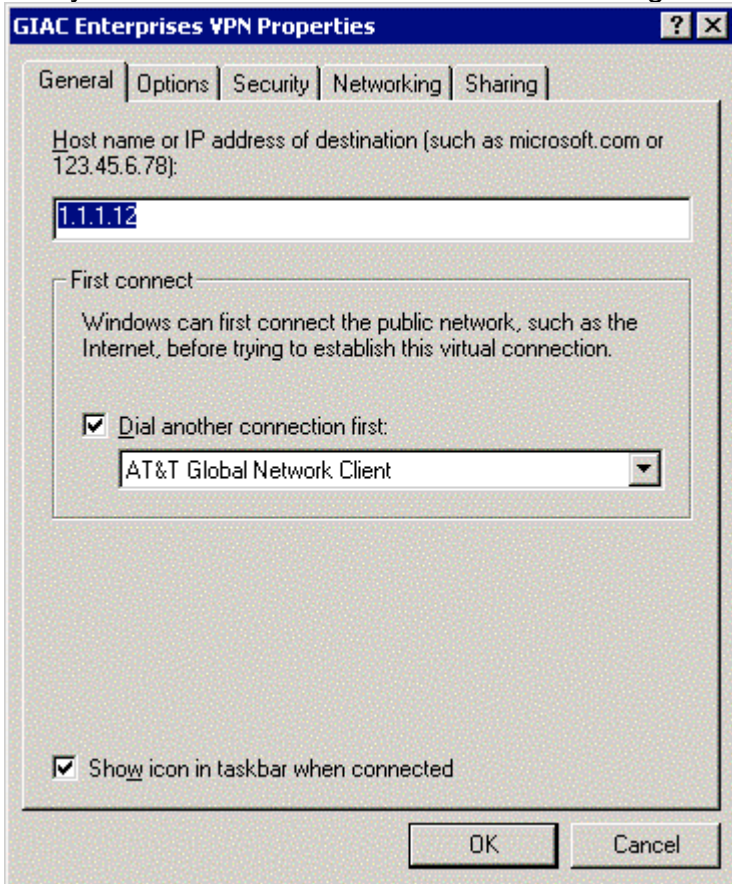 GIAC Enterprises VPN Properties
General Options Security Networking Sharing
Host name or IP address of destination (such as microsoft.com or
123.45.6.78):
1.1.1.12
First connect
Windows can first connect the public network, such as the
Internet, before trying to establish this virtual connection.
Dial another connection first:
AT&T Global Network Client
Show icon in taskbar when connected
OK Cancel